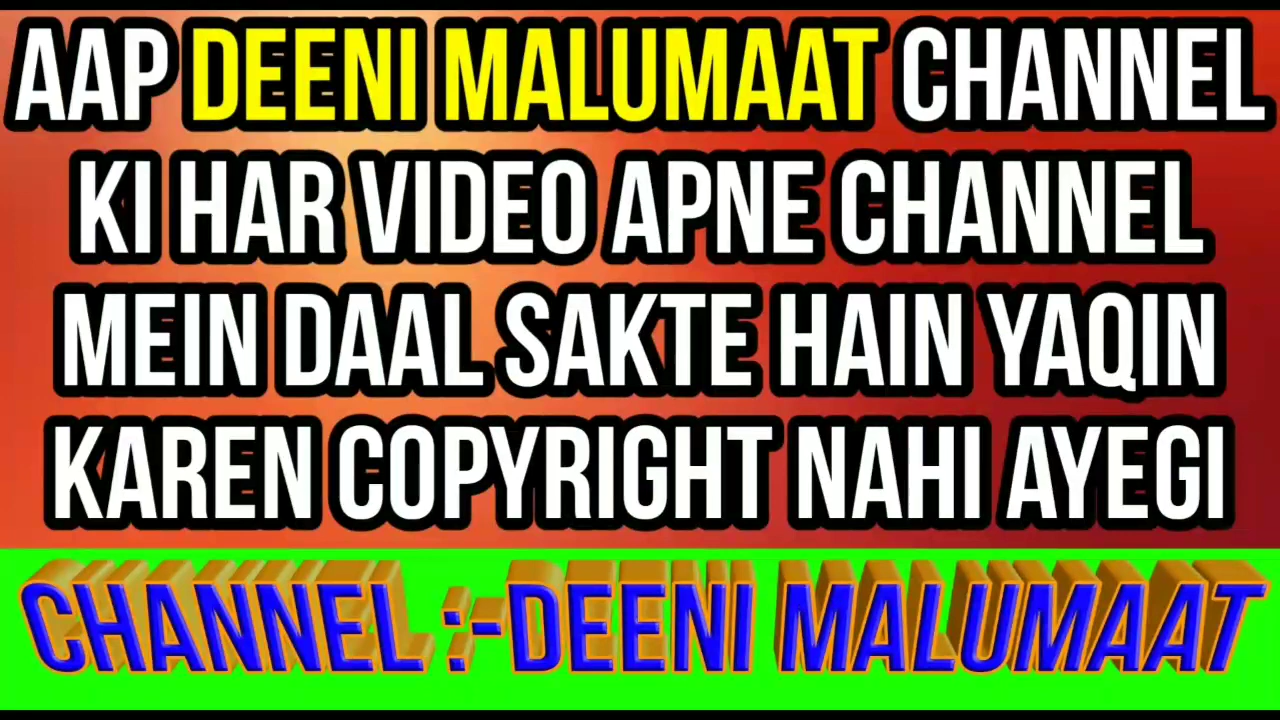 AAP DEENI MALUMAAT CHANNEL
KI HAR VIDEO APNE CHANNEL
MEIN DAAL SAKTE HAIN YAQIN
KAREN COPYRIGHT NAHI AYEGI
CHANNEL :-DEENI MALUMAAT